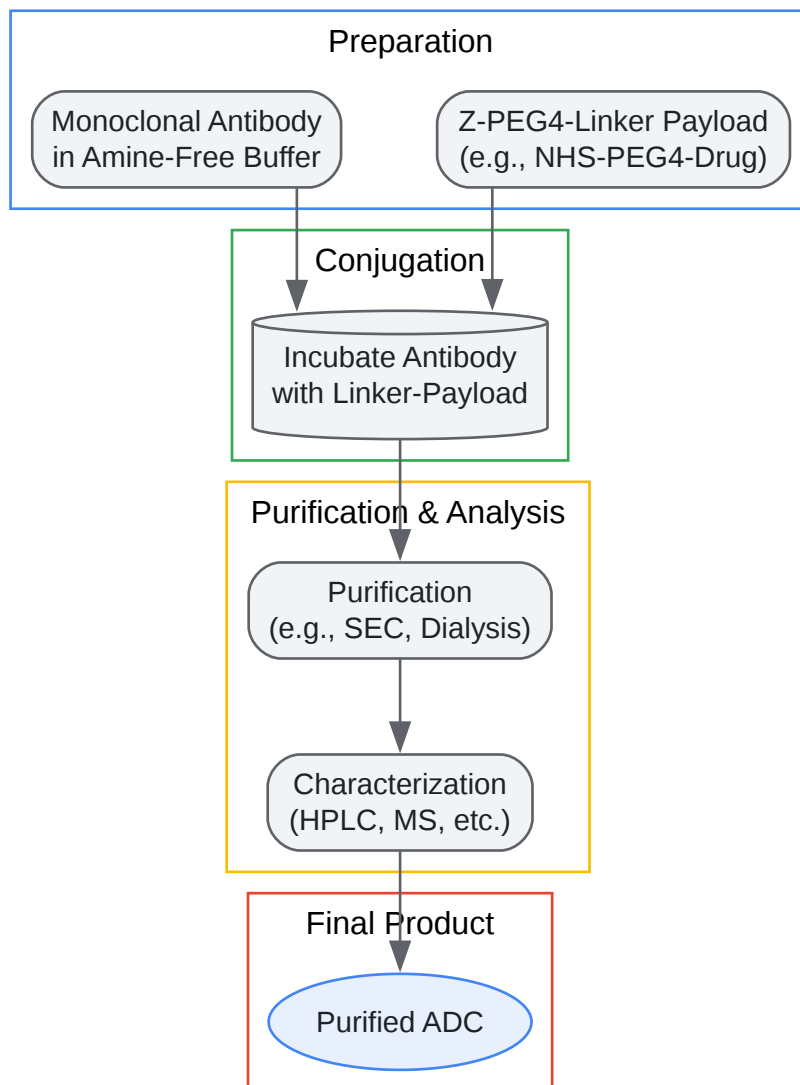 Preparation
Monoclonal Antibody
in Amine-Free Buffer
Z-PEG4-Linker Payload
(e.g., NHS-PEG4-Drug)
Conjugation
Incubate Antibody
with Linker-Payload
Purification & Analysis
Purification
(e.g., SEC, Dialysis)
Characterization
(HPLC, MS, etc.)
Final Product
Purified ADC